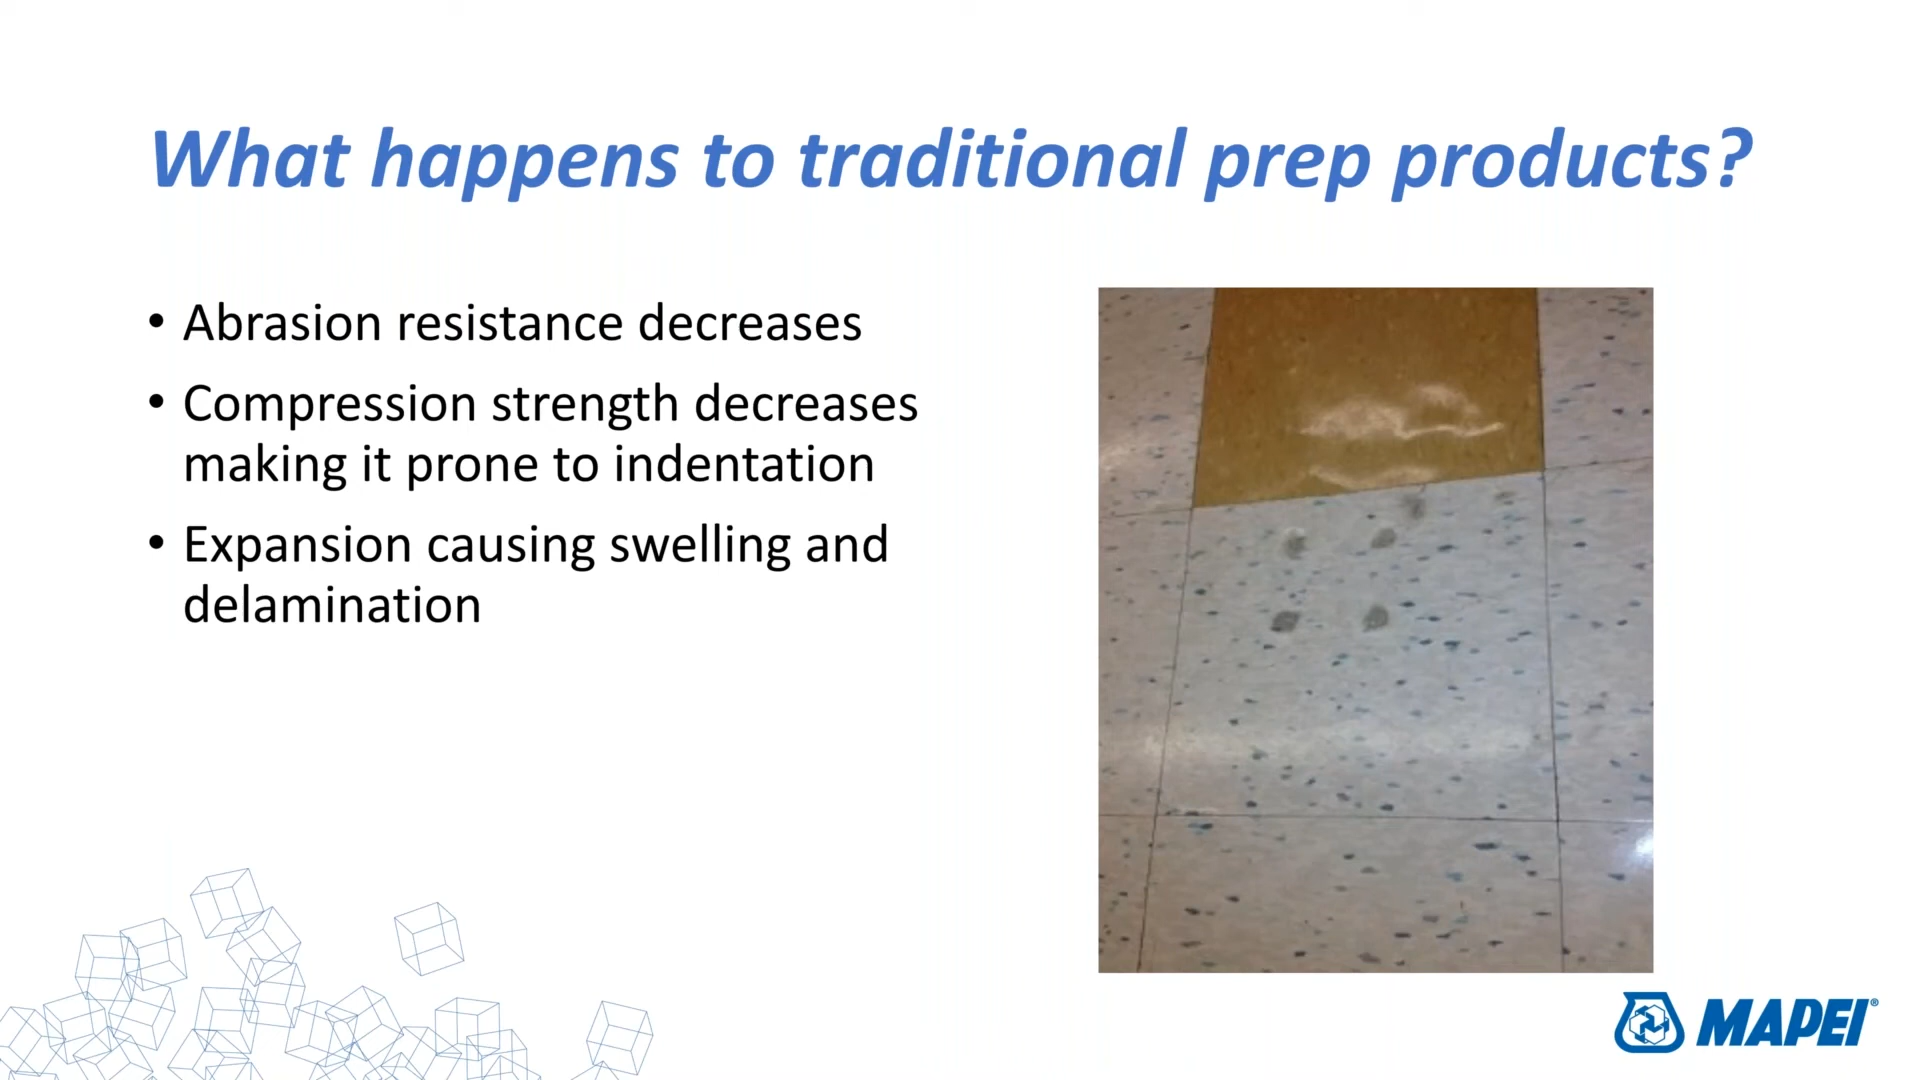 What happens to traditional prep products?
• Abrasion resistance decreases
• Compression strength decreases
making it prone to indentation
• Expansion causing swelling and
delamination
MAPEI®